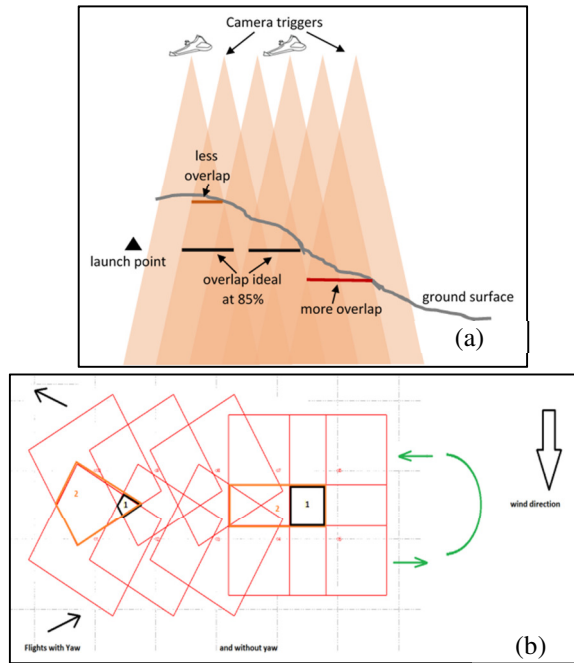 Camera triggers
less
overlap
launch point
overlap ideal
at 85%
more overlap
ground surface
(a)
2
1
2
1
wind direction
Flights with Yaw
and without yaw
(b)